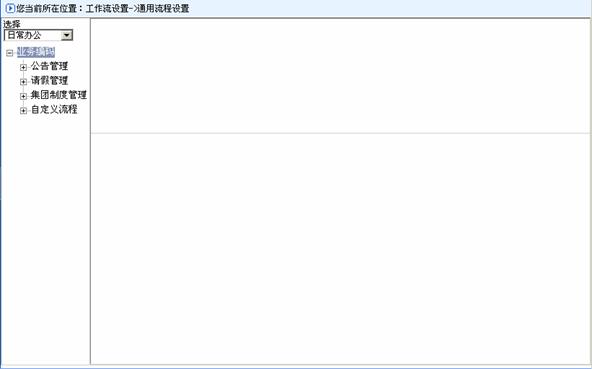 您当前所在位置：工作流设置->通用流程设置
选择
日常办公
业务编码
公告管理
请假管理
集团制度管理
自定义流程